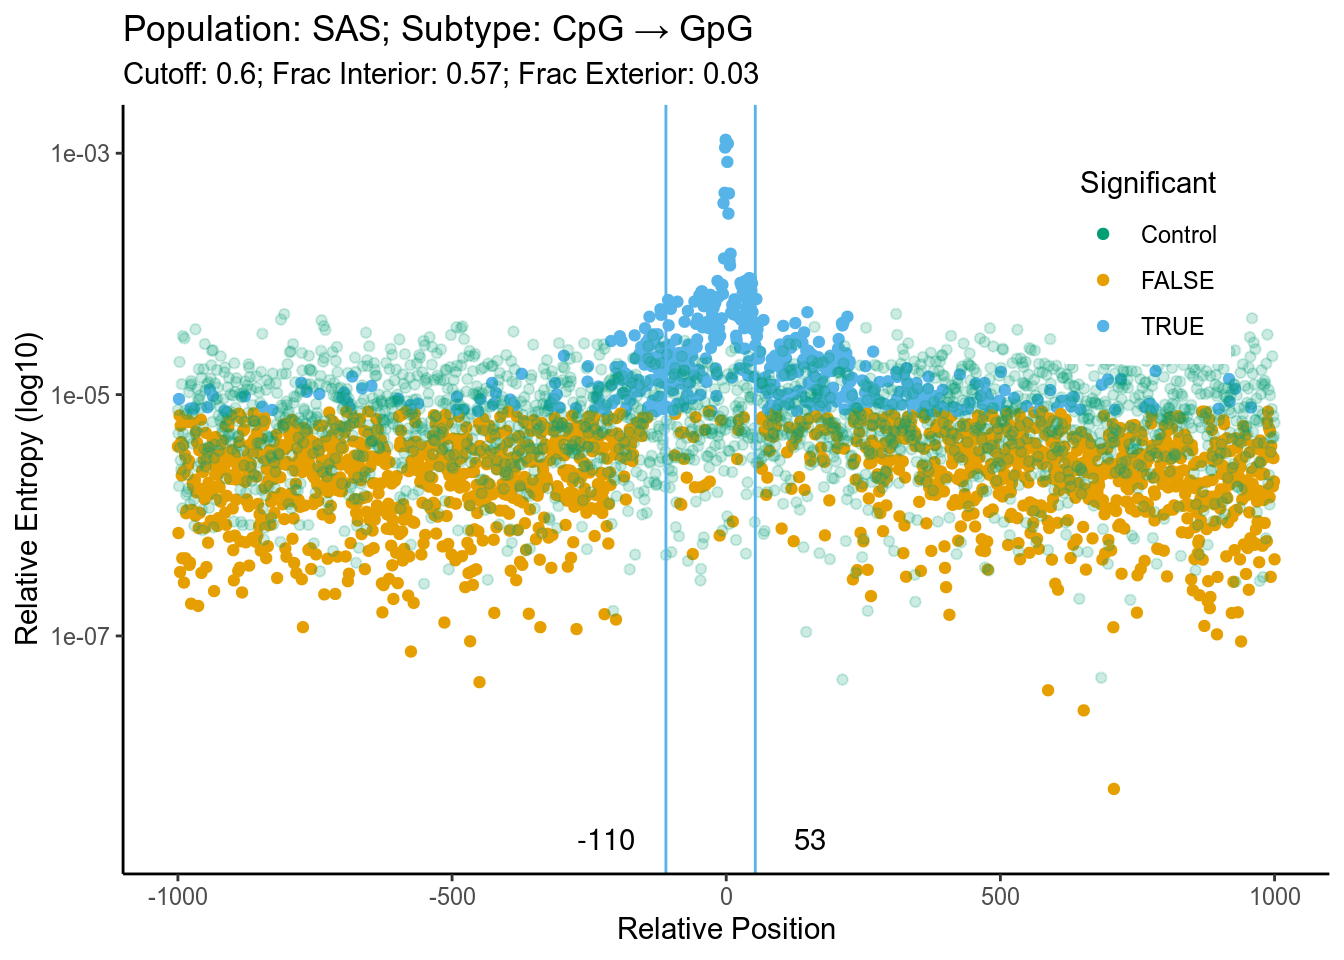 Population: SAS; Subtype: CpG → GpG
Cutoff: 0.6; Frac Interior: 0.57; Frac Exterior: 0.03
Relative Entropy (log10)
1e-03
1e-05
1e-07
Significant
Control
FALSE
TRUE
-110
53
-1000
-500
0
500
1000
Relative Position